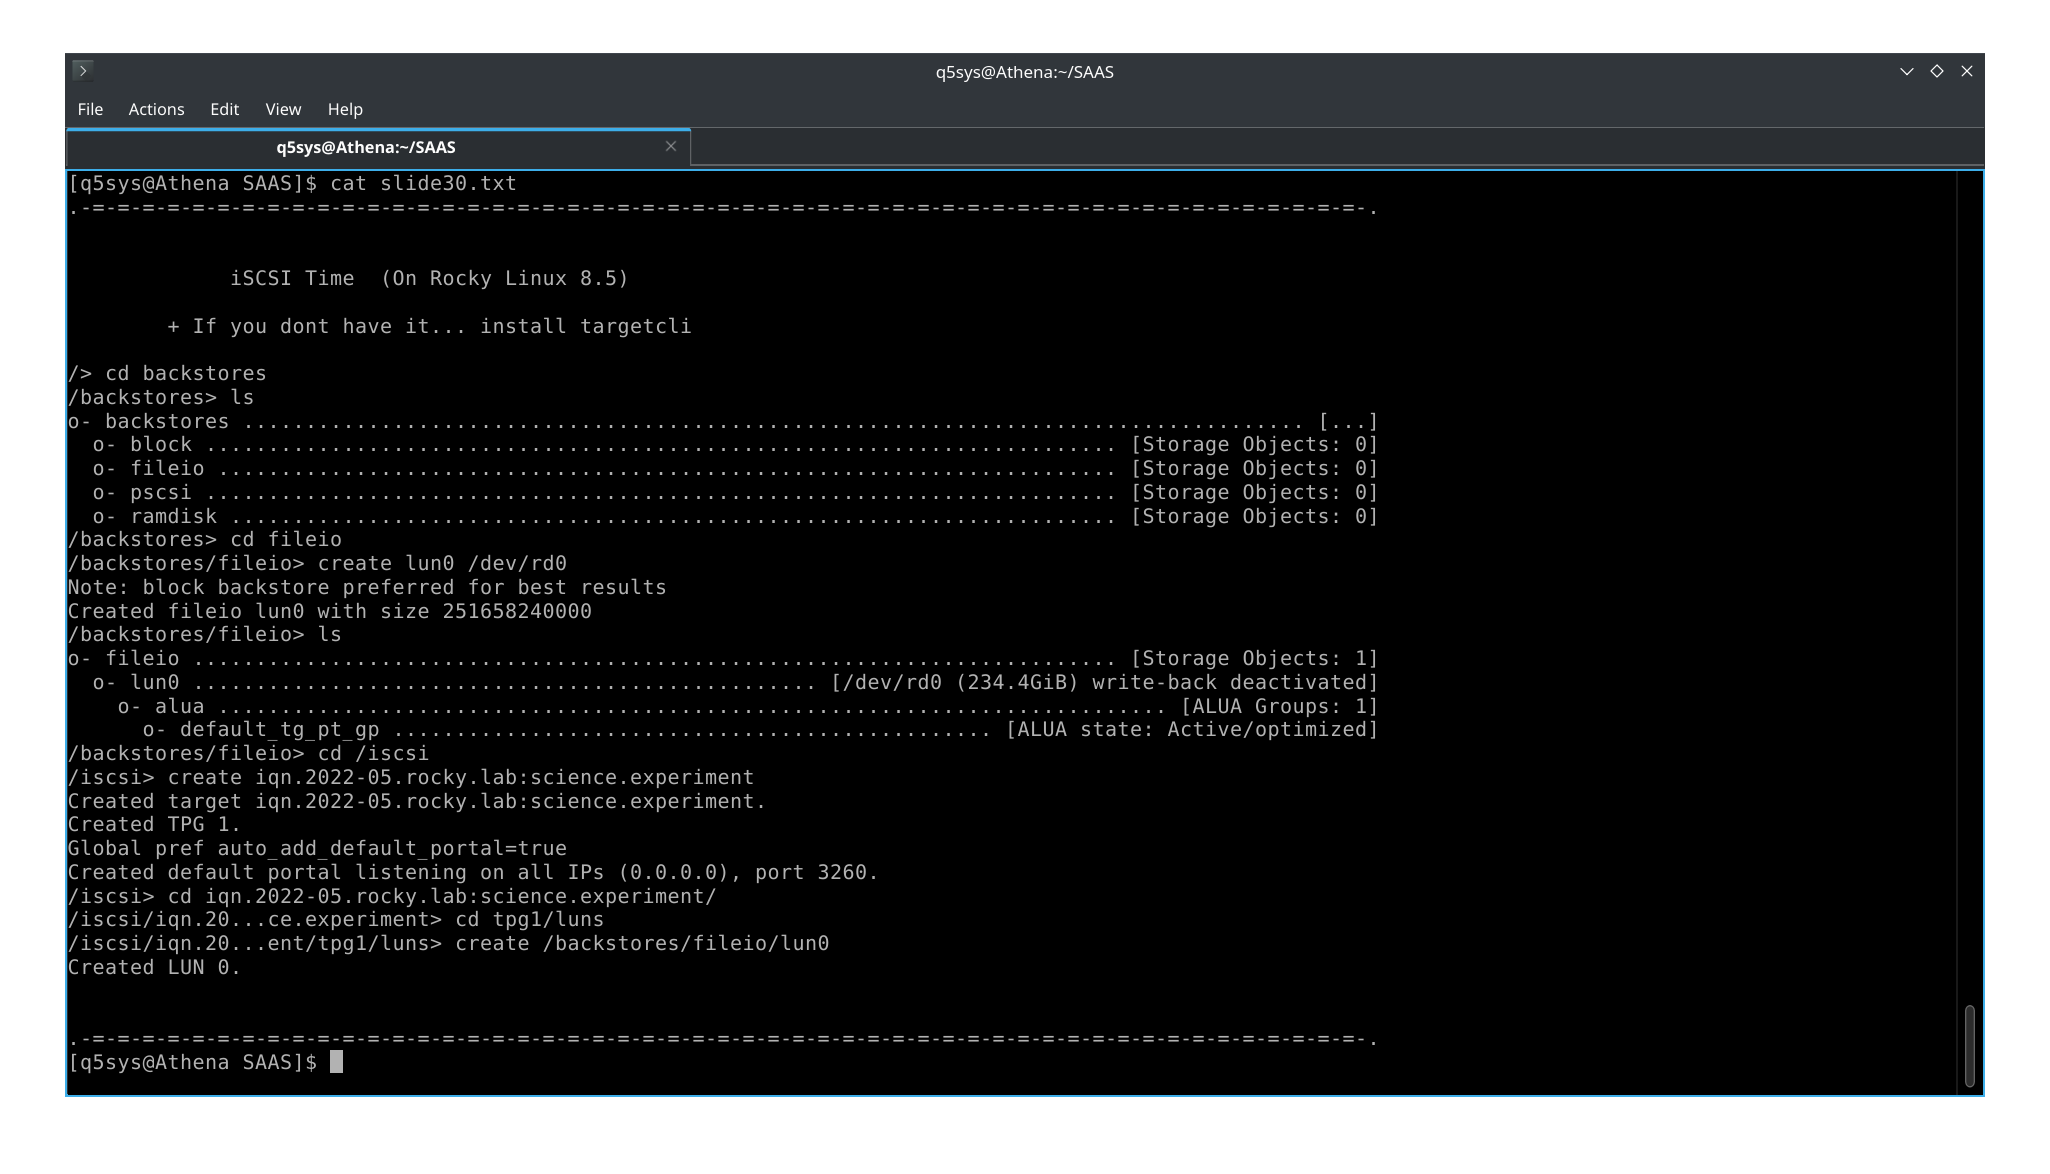 q5sys@Athena:~/SAAS
File Actions Edit View Help
q5sys@Athena:~/SAAS
[q5sys@Athena SAAS]$ cat slide30.txt
.-=-=-=-=-=-=-=-=-=-=-=-=-=-=-=-=-=-=-=-=-=-=-=-=-=-=-=-=-=-=-=-=-=-=-=-=-=-=-=-=-=-=-=-=-=-=-=-=-=-=-=-.
iSCSI Time  (On Rocky Linux 8.5)
+ If you dont have it... install targetcli
/> cd backstores
/backstores> ls
o- backstores ..................................................................................... [...]
  o- block ......................................................................... [Storage Objects: 0]
  o- fileio ........................................................................ [Storage Objects: 0]
  o- pscsi ......................................................................... [Storage Objects: 0]
  o- ramdisk ....................................................................... [Storage Objects: 0]
/backstores> cd fileio
/backstores/fileio> create lun0 /dev/rd0
Note: block backstore preferred for best results
Created fileio lun0 with size 251658240000
/backstores/fileio> ls
o- fileio .......................................................................... [Storage Objects: 1]
  o- lun0 .................................................. [/dev/rd0 (234.4GiB) write-back deactivated]
    o- alua ............................................................................ [ALUA Groups: 1]
      o- default_tg_pt_gp ................................................ [ALUA state: Active/optimized]
/backstores/fileio> cd /iscsi
/iscsi> create iqn.2022-05.rocky.lab:science.experiment
Created target iqn.2022-05.rocky.lab:science.experiment.
Created TPG 1.
Global pref auto_add_default_portal=true
Created default portal listening on all IPs (0.0.0.0), port 3260.
/iscsi> cd iqn.2022-05.rocky.lab:science.experiment/
/iscsi/iqn.20...ce.experiment> cd tpg1/luns
/iscsi/iqn.20...ent/tpg1/luns> create /backstores/fileio/lun0
Created LUN 0.
.-=-=-=-=-=-=-=-=-=-=-=-=-=-=-=-=-=-=-=-=-=-=-=-=-=-=-=-=-=-=-=-=-=-=-=-=-=-=-=-=-=-=-=-=-=-=-=-=-=-=-=-.
[q5sys@Athena SAAS]$